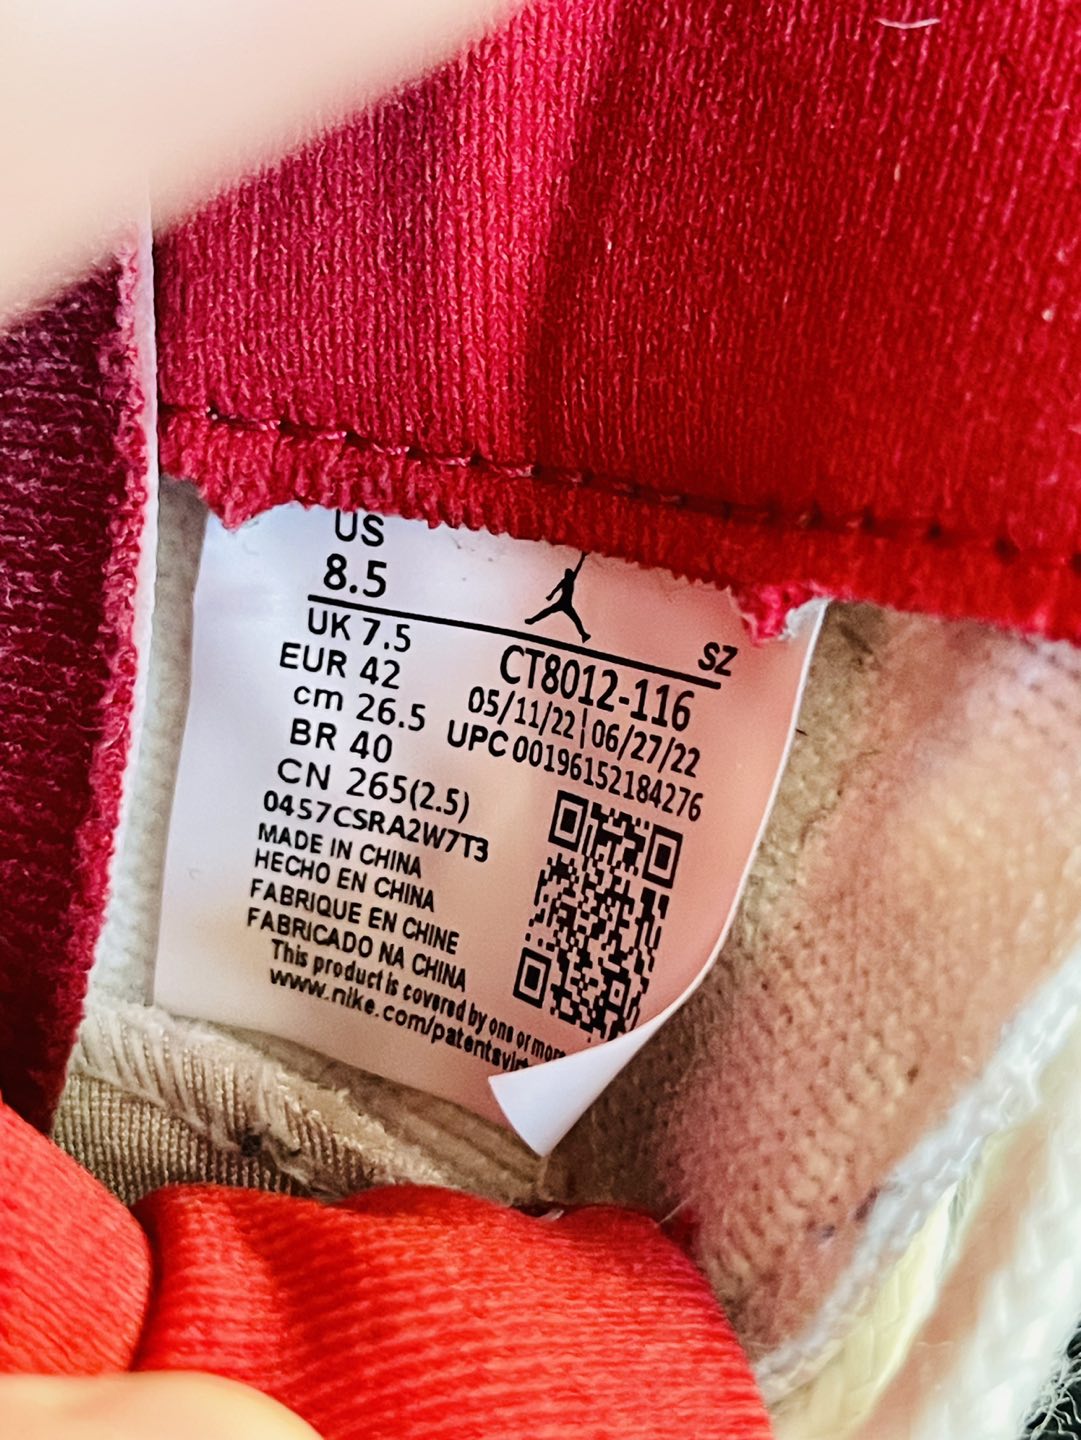 US
8.5
UK 7.5
EUR 42
cm 26.5
BR 40
CN 265(2.5)
0457CSRA2W7T3
MADE IN CHINA
HECHO EN CHINA
FABRIQUE EN CHINE
FABRICADO NA CHINA
This product is covered by one or more
www.nike.com/patents
SZ
CT8012-116
05/11/22|06/27/22
UPC 00196152184276